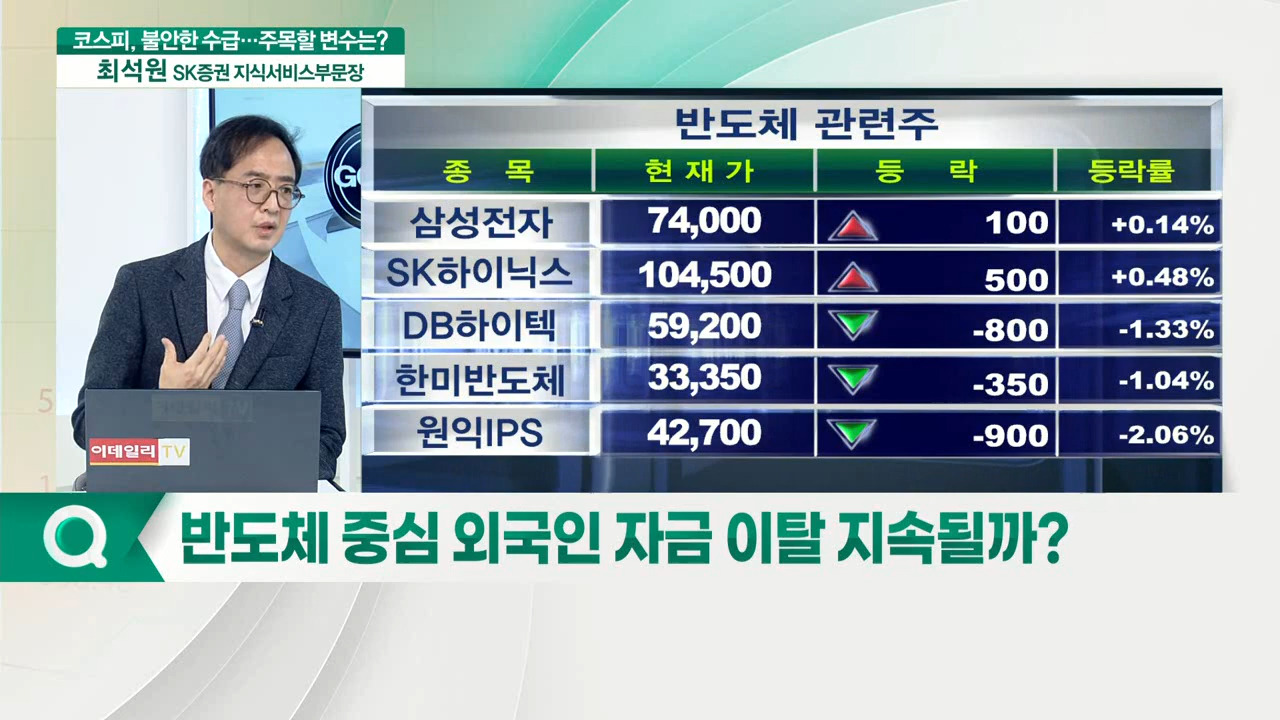 코스피, 불안한 수급…주목할 변수는?
최석원 SK증권 지식서비스부문장
반도체 관련주
종 목 현 재 가 등 락 등락률
삼성전자 74,000 100 +0.14%
SK하이닉스 104,500 500 +0.48%
DB하이텍 59,200 -800 -1.33%
한미반도체 33,350 -350 -1.04%
원익IPS 42,700 -900 -2.06%
이데일리 TV
반도체 중심 외국인 자금 이탈 지속될까?